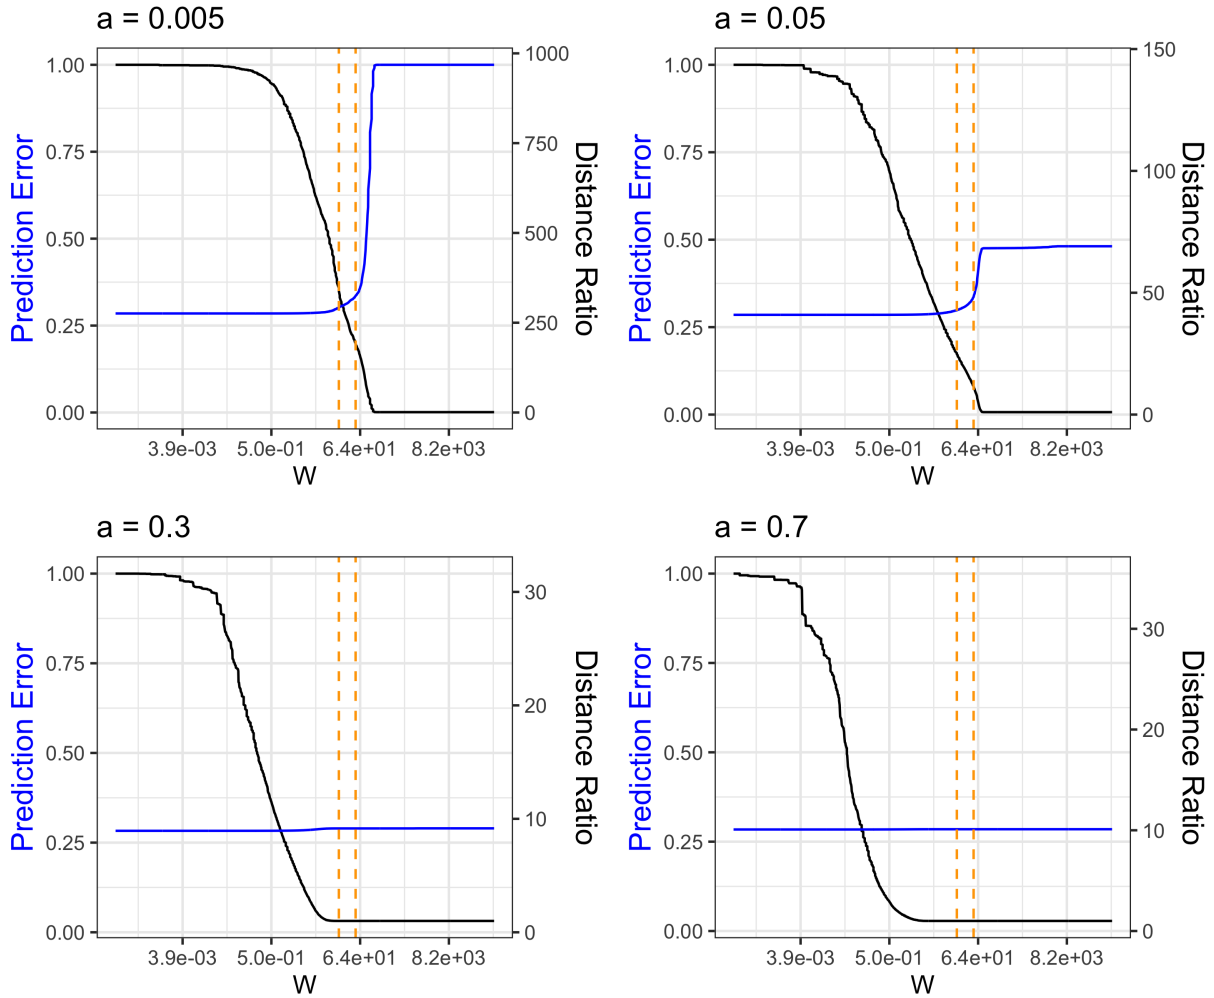 a = 0.005
1.00
0.75
0.50
0.25
0.00
Prediction Error
1000
750
500
250
0
Distance Ratio
3.9e-03 5.0e-01 6.4e+01 8.2e+03
W
a = 0.05
1.00
0.75
0.50
0.25
0.00
Prediction Error
150
100
50
0
Distance Ratio
3.9e-03 5.0e-01 6.4e+01 8.2e+03
W
a = 0.3
1.00
0.75
0.50
0.25
0.00
Prediction Error
30
20
10
0
Distance Ratio
3.9e-03 5.0e-01 6.4e+01 8.2e+03
W
a = 0.7
1.00
0.75
0.50
0.25
0.00
Prediction Error
30
20
10
0
Distance Ratio
3.9e-03 5.0e-01 6.4e+01 8.2e+03
W